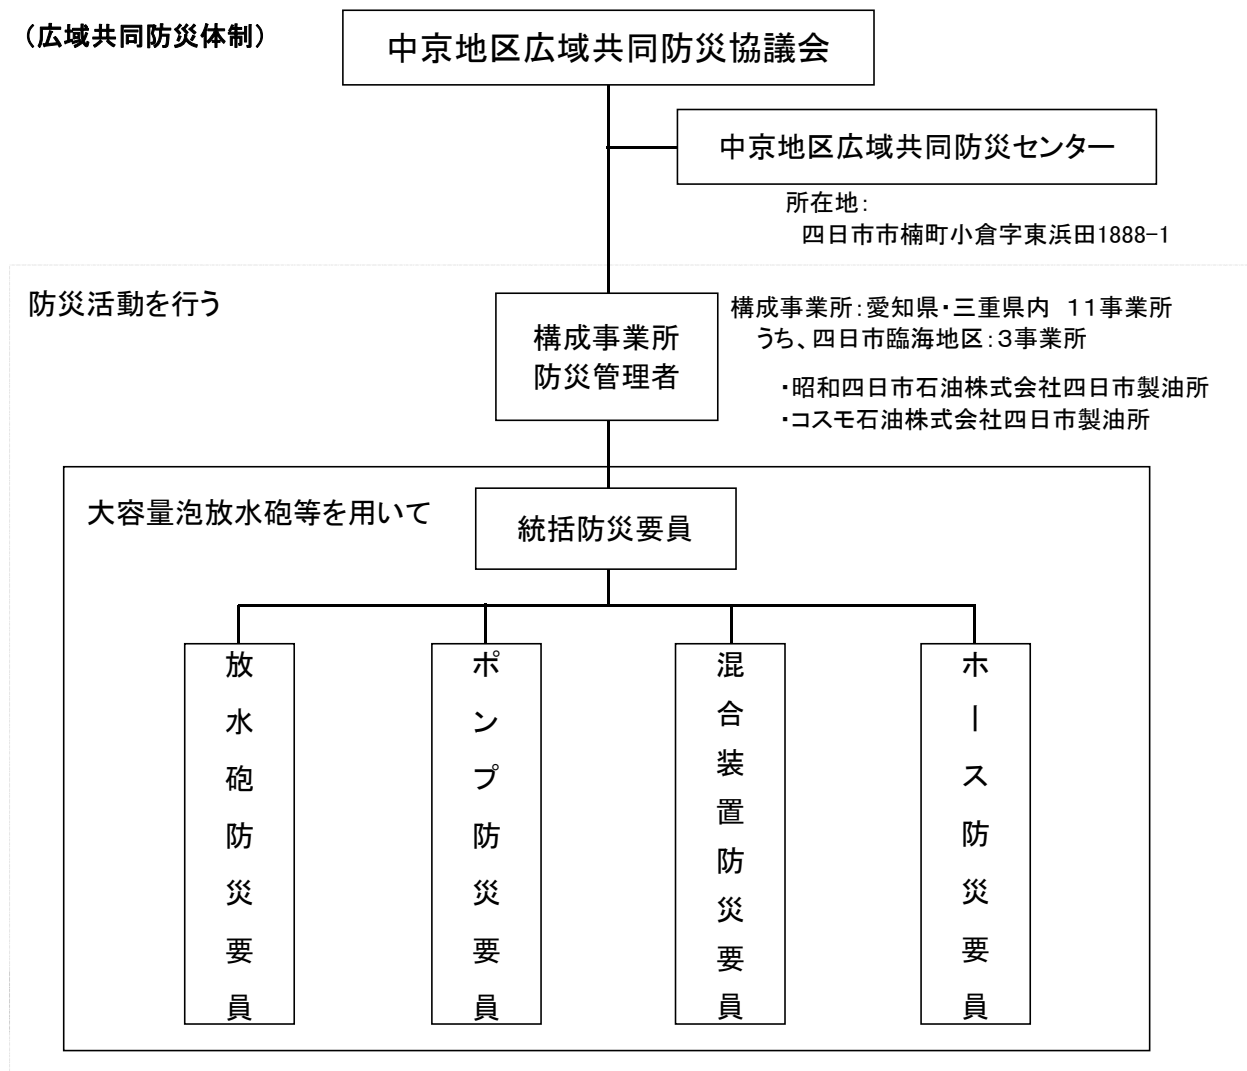 （広域共同防災体制）
中京地区広域共同防災協議会
中京地区広域共同防災センター
所在地：
四日市市楠町小倉字東浜田1888-1
防災活動を行う
構成事業所
防災管理者
構成事業所：愛知県・三重県内　１１事業所
うち、四日市臨海地区：３事業所
・昭和四日市石油株式会社四日市製油所
・コスモ石油株式会社四日市製油所
大容量泡放水砲等を用いて
統括防災要員
放水砲防災要員
ポンプ防災要員
混合装置防災要員
ホース防災要員